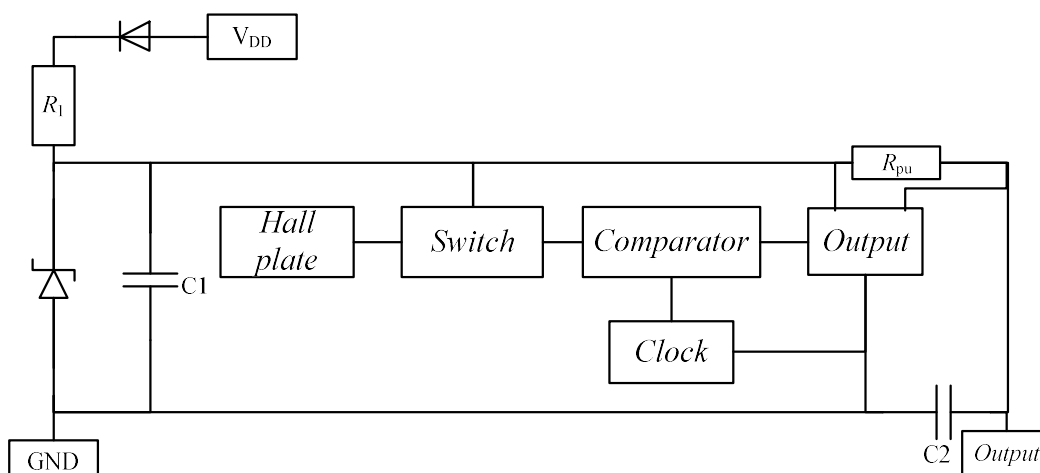 V_DD
R_1
R_pu
Hall
plate
Switch
Comparator
Output
C1
Clock
C2
GND
Output